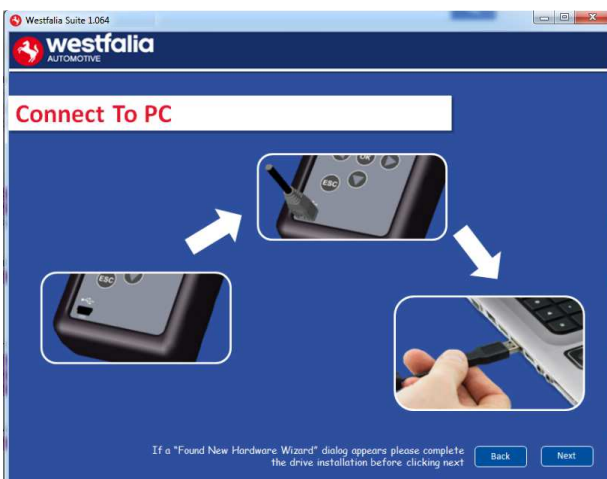 Westfalia Suite 1.064
westfalia
AUTOMOTIVE
Connect To PC
OK
ESC
ESC
If a "Found New Hardware Wizard" dialog appears please complete
the drive installation before clicking next
Back
Next